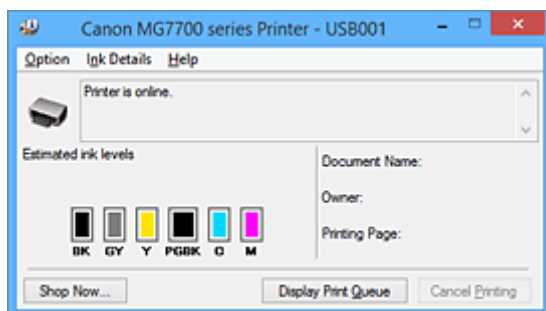 Canon MG7700 series Printer - USB001
Option Ink Details Help
Printer is online.
Estimated ink levels
Document Name:
Owner:
Printing Page:
BK GY Y PGBK C M
Shop Now... Display Print Queue Cancel Printing